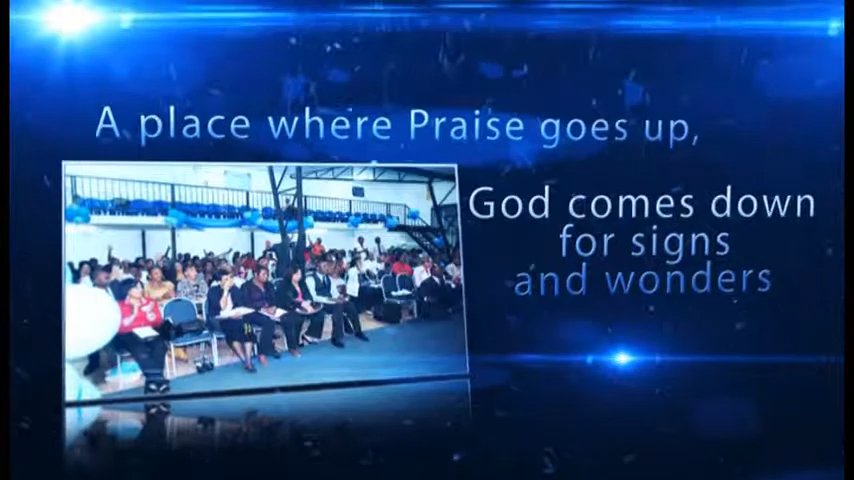 A place where Praise goes up,
God comes down
for signs
and wonders